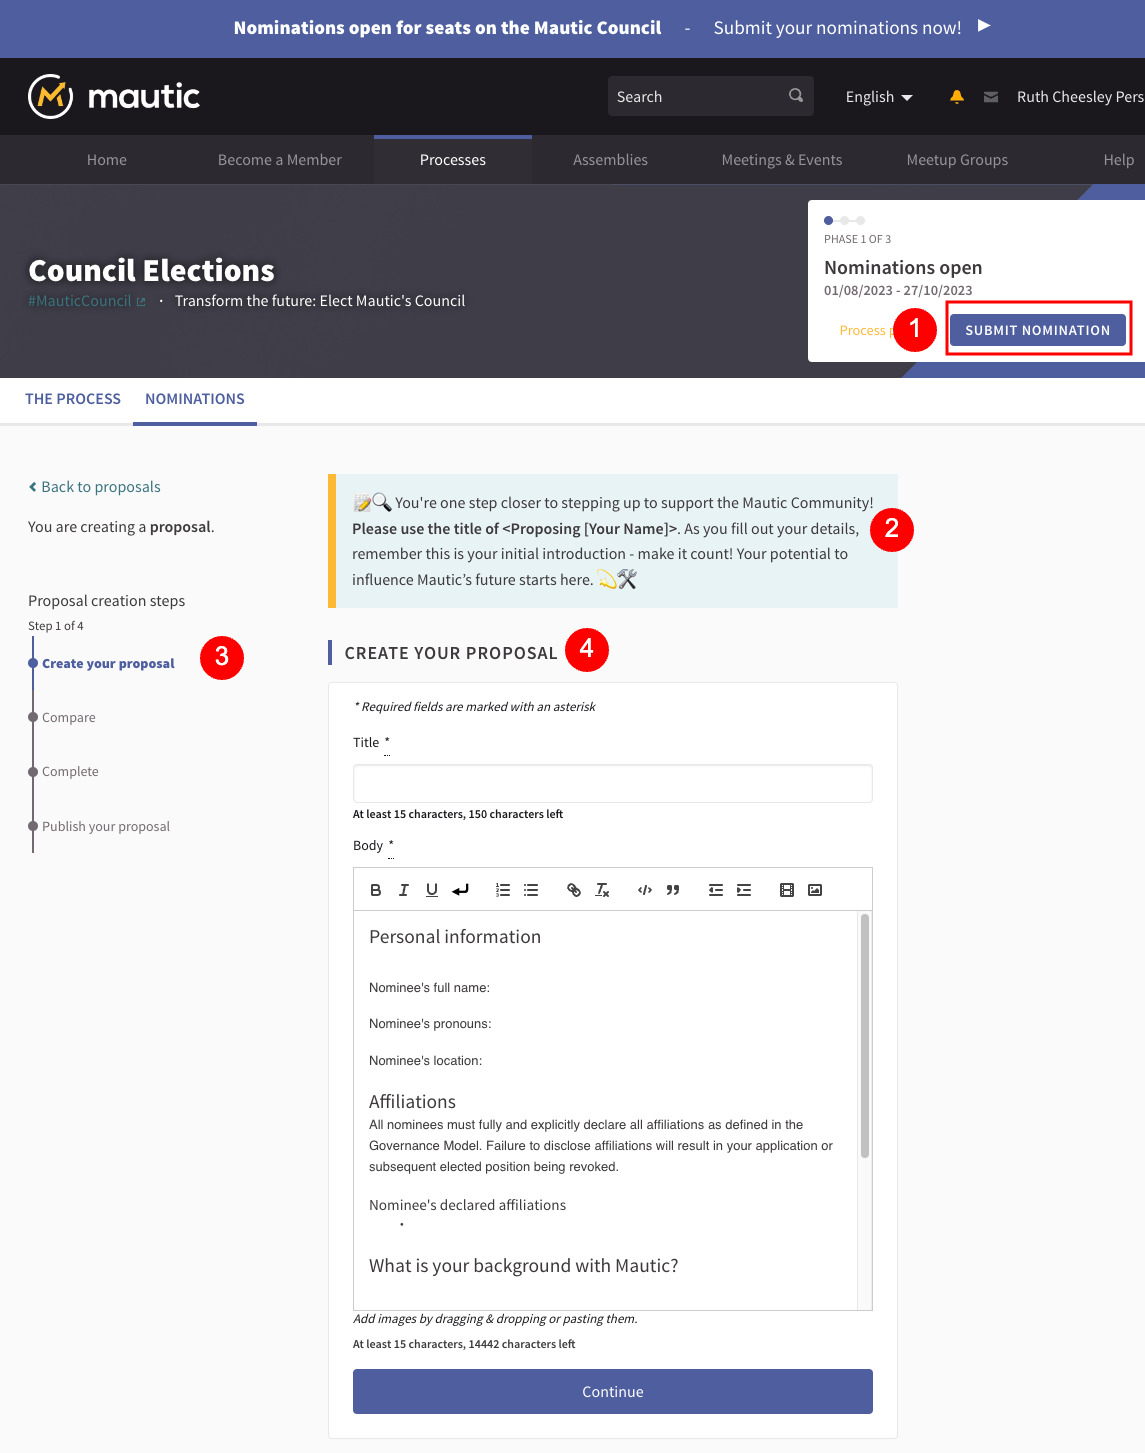 Nominations open for seats on the Mautic Council - Submit your nominations now! ▶
mautic
Search
English
Ruth Cheesley Pers
Home
Become a Member
Processes
Assemblies
Meetings & Events
Meetup Groups
Help
PHASE 1 OF 3
Nominations open
01/08/2023 - 27/10/2023
Process p
1
SUBMIT NOMINATION
Council Elections
#MauticCouncil · Transform the future: Elect Mautic's Council
THE PROCESS
NOMINATIONS
Back to proposals
You are creating a proposal.
Proposal creation steps
Step 1 of 4
Create your proposal
3
Compare
Complete
Publish your proposal
📝🔍 You're one step closer to stepping up to support the Mautic Community!
Please use the title of <Proposing [Your Name]>. As you fill out your details,
remember this is your initial introduction - make it count! Your potential to
influence Mautic’s future starts here. 💫🛠
2
CREATE YOUR PROPOSAL
4
* Required fields are marked with an asterisk
Title *
At least 15 characters, 150 characters left
Body *
Personal information
Nominee's full name:
Nominee's pronouns:
Nominee's location:
Affiliations
All nominees must fully and explicitly declare all affiliations as defined in the
Governance Model. Failure to disclose affiliations will result in your application or
subsequent elected position being revoked.
Nominee's declared affiliations
•
What is your background with Mautic?
Add images by dragging & dropping or pasting them.
At least 15 characters, 14442 characters left
Continue